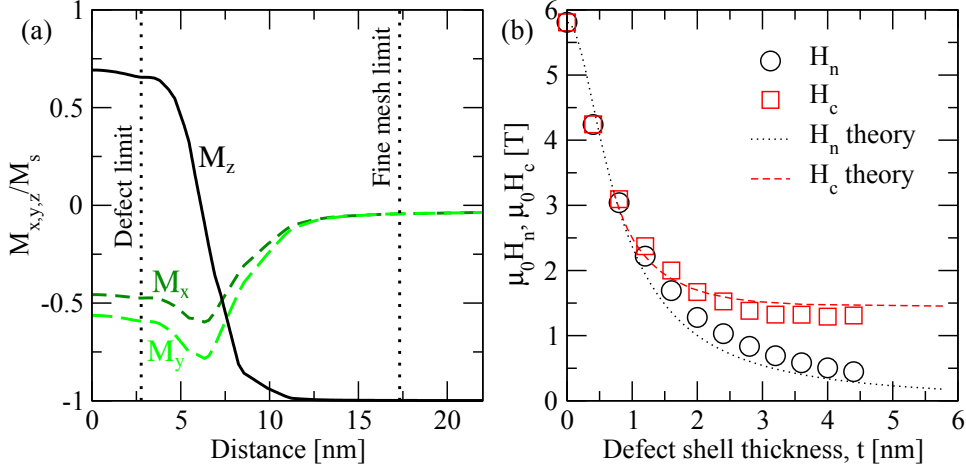 (a)
1
0.5
0
-0.5
-1
M_{x,y,z}/M_s
Defect limit
Fine mesh limit
M_z
M_x
M_y
0
5
10
15
20
Distance [nm]
(b)
6
5
4
3
2
1
0
μ₀H_n, μ₀H_c [T]
H_n
H_c
H_n theory
H_c theory
0
1
2
3
4
5
6
Defect shell thickness, t [nm]